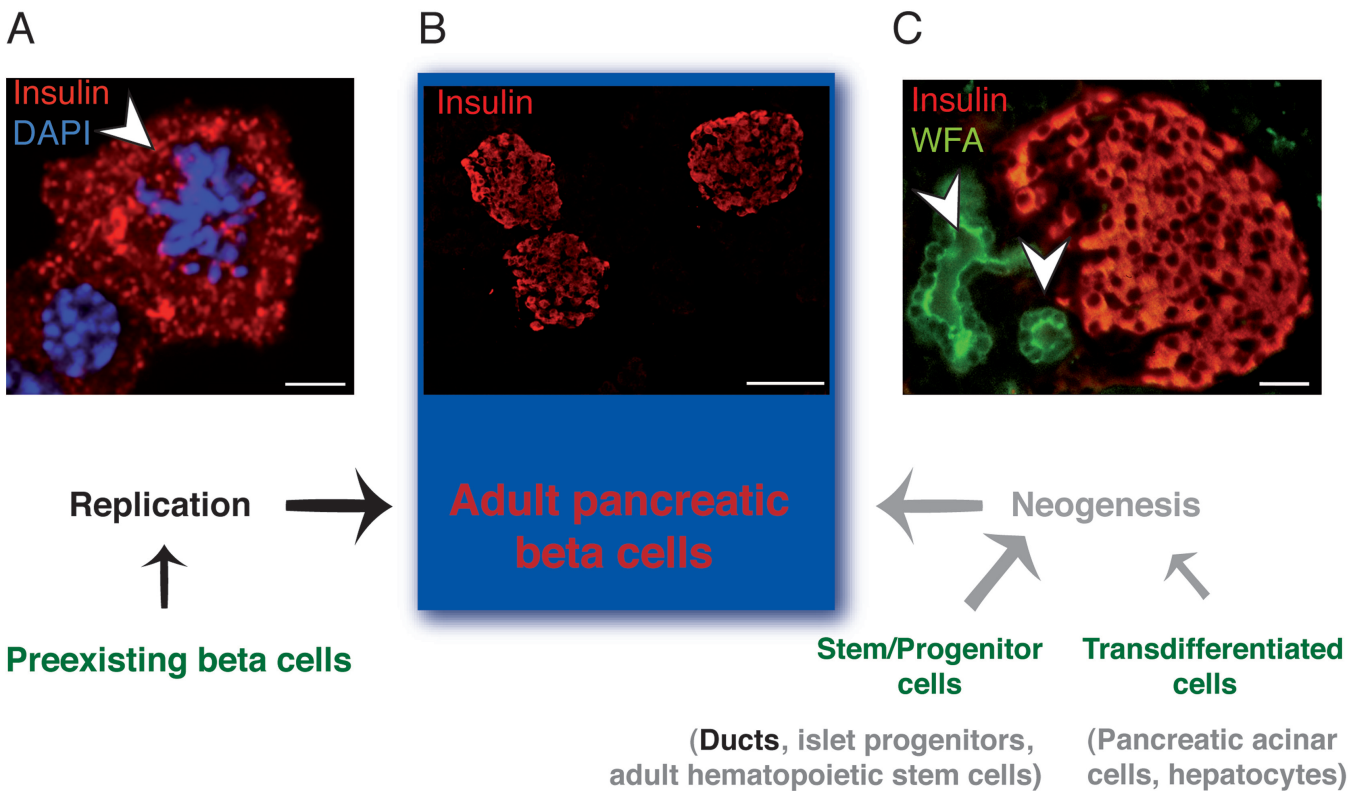 A
B
C
Insulin
DAPI
Insulin
Insulin
WFA
Replication
Adult pancreatic
beta cells
Neogenesis
Preexisting beta cells
Stem/Progenitor
cells
(Ducts, islet progenitors,
adult hematopoietic stem cells)
Transdifferentiated
cells
(Pancreatic acinar
cells, hepatocytes)